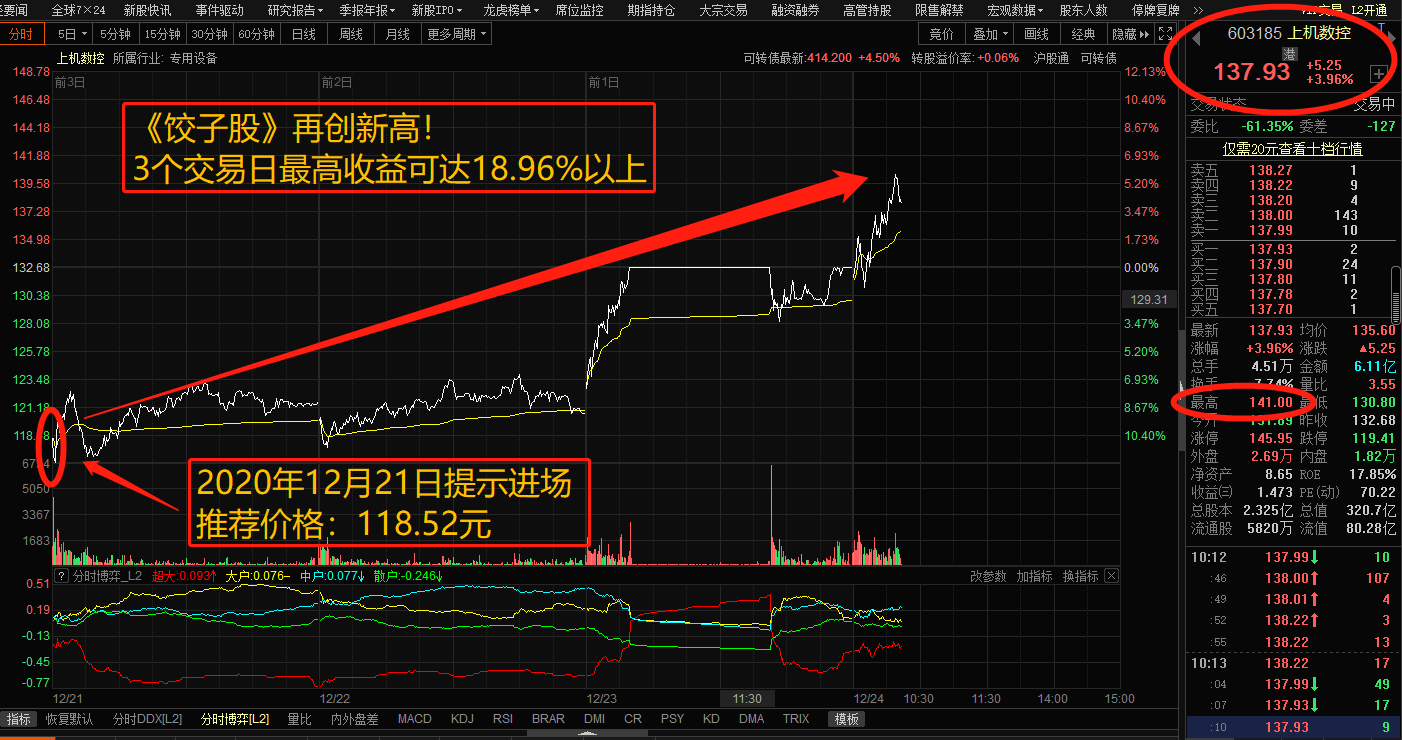 全球7×24 新股快讯 事件驱动 研究报告 季报年报 新股IPO 龙虎榜单 席位监控 期指持仓 大宗交易 融资融券 高管持股 限售解禁 宏观数据 股东人数 停牌复牌 L2开通
分时 5日 5分钟 15分钟 30分钟 60分钟 日线 周线 月线 更多周期 竞价 叠加 画线 经典 隐藏
603185 上机数控
港
137.93 +5.25
+3.96%
上机数控 所属行业: 专用设备 可转债最新:414.200 +4.50% 转股溢价率:+0.06% 沪股通 可转债
前3日 前2日 前1日
148.78
146.48
144.18
141.88
139.58
137.28
134.98
132.68
130.38
128.08
125.78
123.48
121.18
5050
3367
1683
12.13%
10.40%
8.67%
6.93%
5.20%
3.47%
1.73%
0.00%
129.31
3.47%
5.20%
6.93%
8.67%
10.40%
《饺子股》再创新高！
3个交易日最高收益可达18.96%以上
2020年12月21日提示进场
推荐价格：118.52元
交易状态 交易中
委比 -61.35% 委差 -127
仅需20元查看十档行情
卖五 138.27 1
卖四 138.22 9
卖三 138.20 4
卖二 138.00 143
卖一 137.99 10
买一 137.93 2
买二 137.90 24
买三 137.80 11
买四 137.78 2
买五 137.70 1
最新 137.93 均价 135.60
涨幅 +3.96% 涨跌 ▲5.25
总手 4.51万 金额 6.11亿
换手 7.74% 量比 3.55
最高 141.00 最低 130.80
今开 131.89 昨收 132.68
涨停 145.95 跌停 119.41
外盘 2.69万 内盘 1.82万
净资产 8.65 ROE 17.85%
收益㈢ 1.473 PE(动) 70.22
总股本 2.325亿 总值 320.7亿
流通股 5820万 流值 80.28亿
10:12 137.99↓ 10
:46 138.00↑ 107
:49 138.01↑ 4
:52 138.22↑ 3
:55 138.22 13
10:13 138.22 17
:04 137.99↓ 49
:07 137.93↓ 17
:10 137.93 9
? 分时博弈_L2 超大:0.093↑ 大户:0.076- 中户:0.077↓ 散户:-0.246↓ 改参数 加指标 换指标
0.51
0.19
-0.13
-0.45
-0.77
12/21 12/22 12/23 11:30 12/24 10:30 11:30 14:00 15:00
指标 恢复默认 分时DDX[L2] 分时博弈[L2] 量比 内外盘差 MACD KDJ RSI BRAR DMI CR PSY KD DMA TRIX 模板